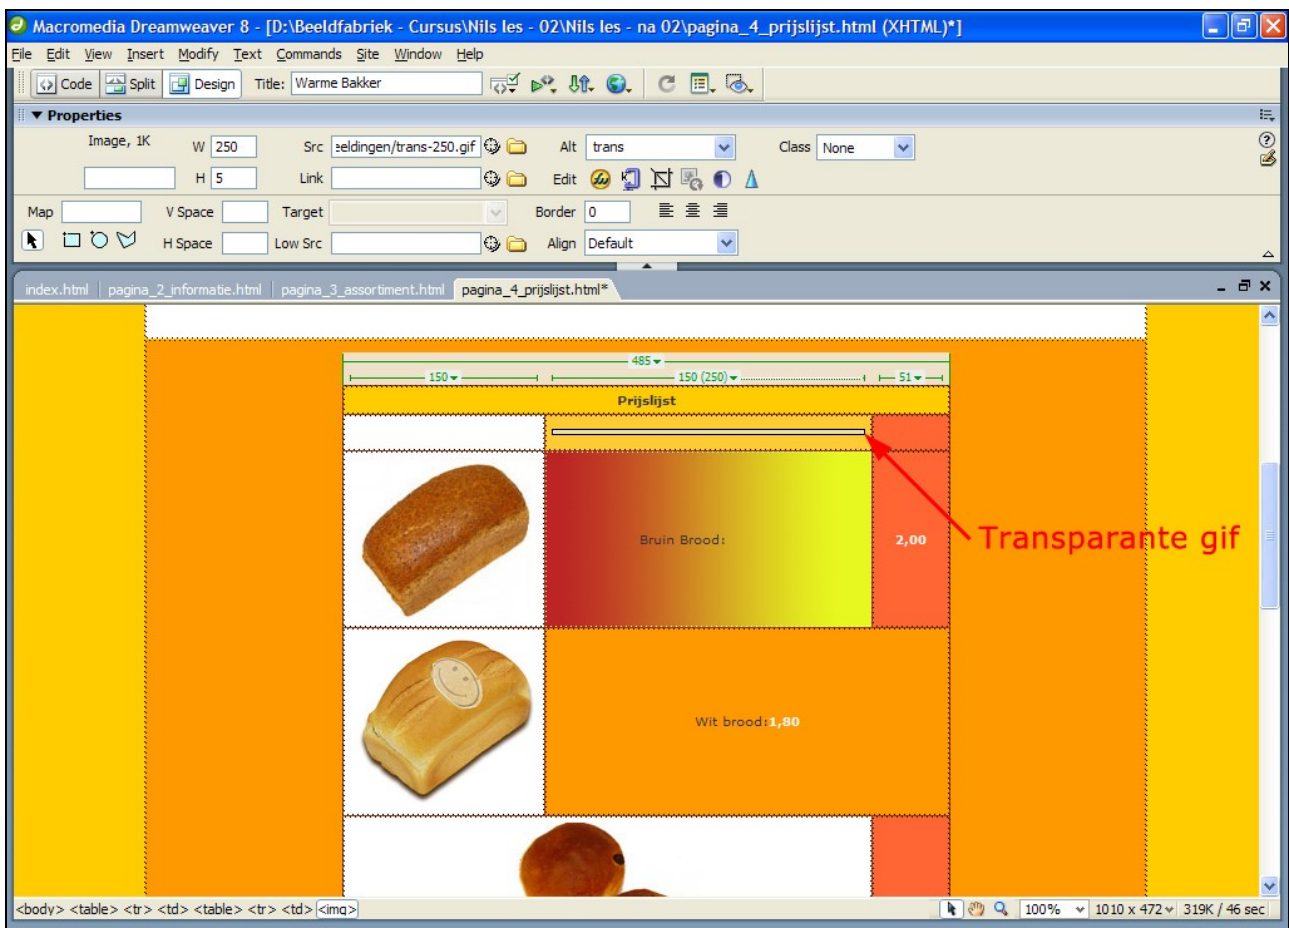 Macromedia Dreamweaver 8 - [D:\Beeldfabriek - Cursus\Nils les - 02\Nils les - na 02\pagina_4_prijslijst.html (XHTML)*]
File Edit View Insert Modify Text Commands Site Window Help
Code Split Design Title: Warme Bakker
Properties
Image, 1K W 250 Src eeldingen/trans-250.gif Alt trans Class None
H 5 Link Edit
Map V Space Target Border 0
H Space Low Src Align Default
index.html pagina_2_informatie.html pagina_3_assortiment.html pagina_4_prijslijst.html*
485
150 150 (250) 51
Prijslijst
Bruin Brood: 2,00
Transparante gif
Wit brood:1,80
<body> <table> <tr> <td> <table> <tr> <td> <img> 100% 1010 x 472 319K / 46 sec